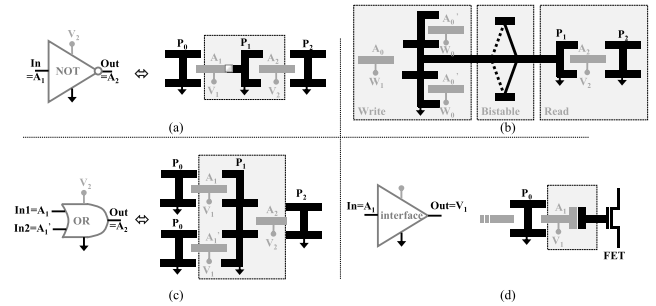 V₂
In
=A₁
NOT
Out
=A₂
⇔
P₀
P₁
P₂
A₁
V₁
A₂
V₂
(a)
A₀
W₁
A₀'
W₀
A₀'
W₀
P₁
A₂
V₂
P₂
Write
Bistable
Read
(b)
V₂
In1=A₁
In2=A₁'
OR
Out
=A₂
⇔
P₀
P₁
A₁
V₁
P₀
A₁'
V₁
A₂
V₂
P₂
(c)
In=A₁
interface
Out=V₁
P₀
A₁
V₁
FET
(d)